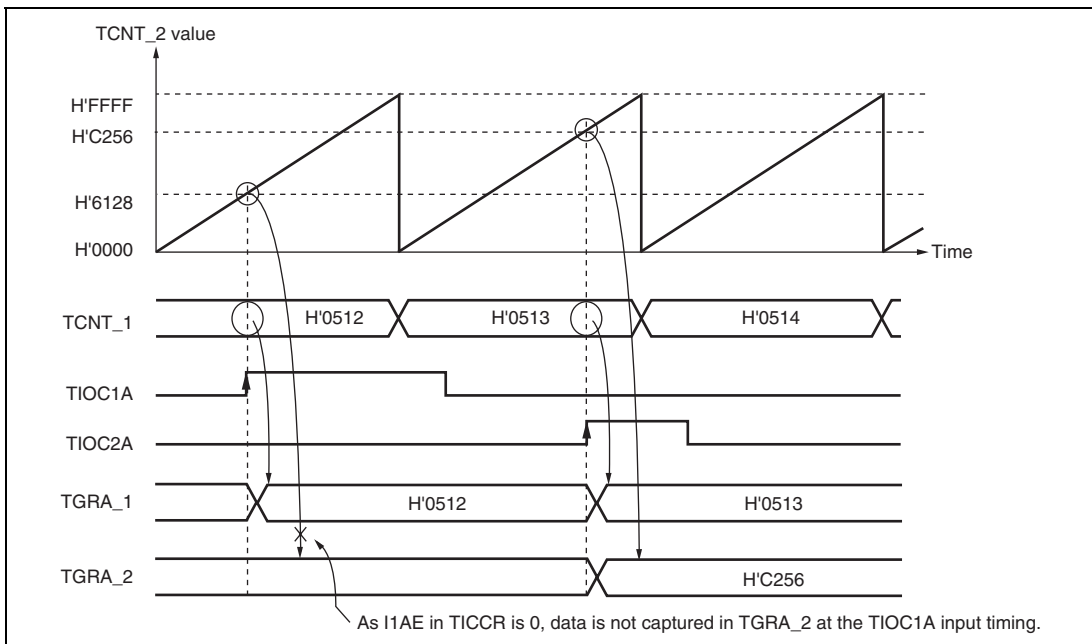 TCNT_2 value
H'FFFF
H'C256
H'6128
H'0000
Time
TCNT_1
H'0512
H'0513
H'0514
TIOC1A
TIOC2A
TGRA_1
H'0512
H'0513
TGRA_2
H'C256
As I1AE in TICCR is 0, data is not captured in TGRA_2 at the TIOC1A input timing.